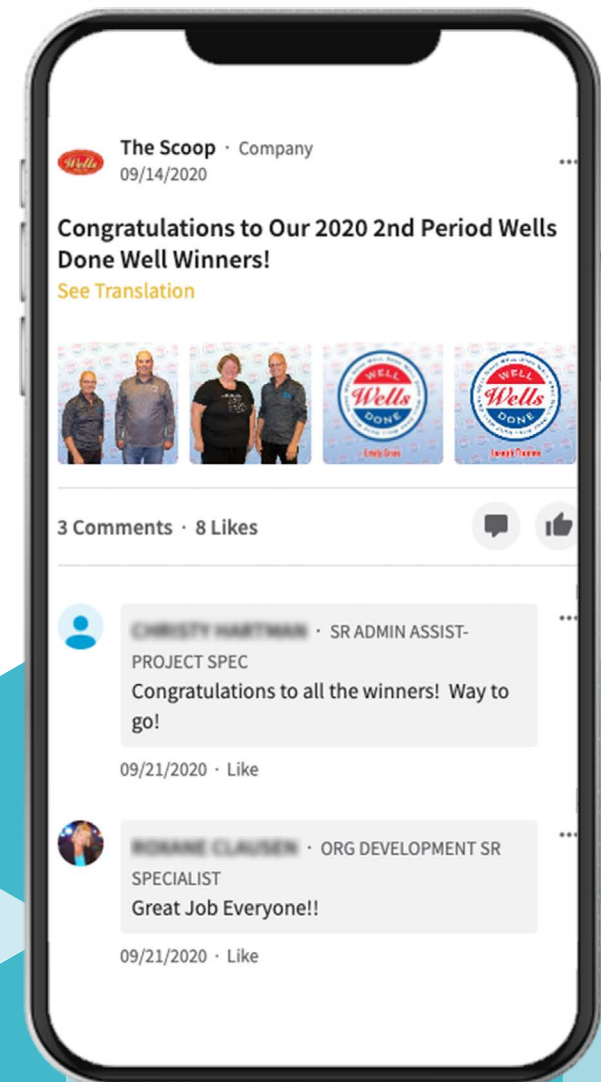 Wells
The Scoop · Company
09/14/2020
Congratulations to Our 2020 2nd Period Wells
Done Well Winners!
See Translation
WELL
Wells
DONE
WELL
Wells
DONE
3 Comments · 8 Likes
· SR ADMIN ASSIST-
PROJECT SPEC
Congratulations to all the winners!  Way to
go!
09/21/2020 · Like
· ORG DEVELOPMENT SR
SPECIALIST
Great Job Everyone!!
09/21/2020 · Like